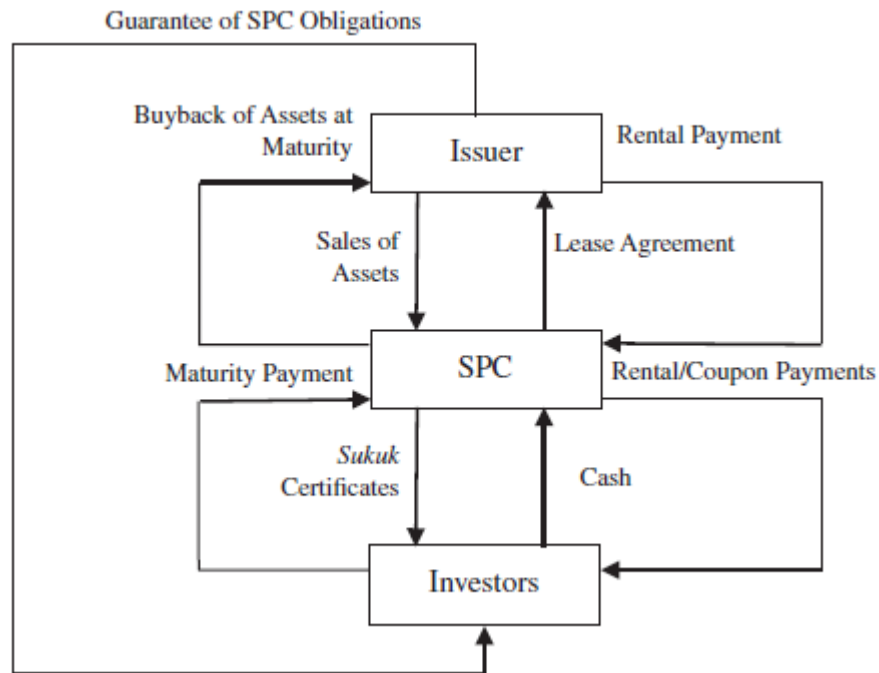 Guarantee of SPC Obligations
Buyback of Assets at
Maturity
Issuer
Rental Payment
Sales of
Assets
Lease Agreement
Maturity Payment
SPC
Rental/Coupon Payments
Sukuk
Certificates
Cash
Investors